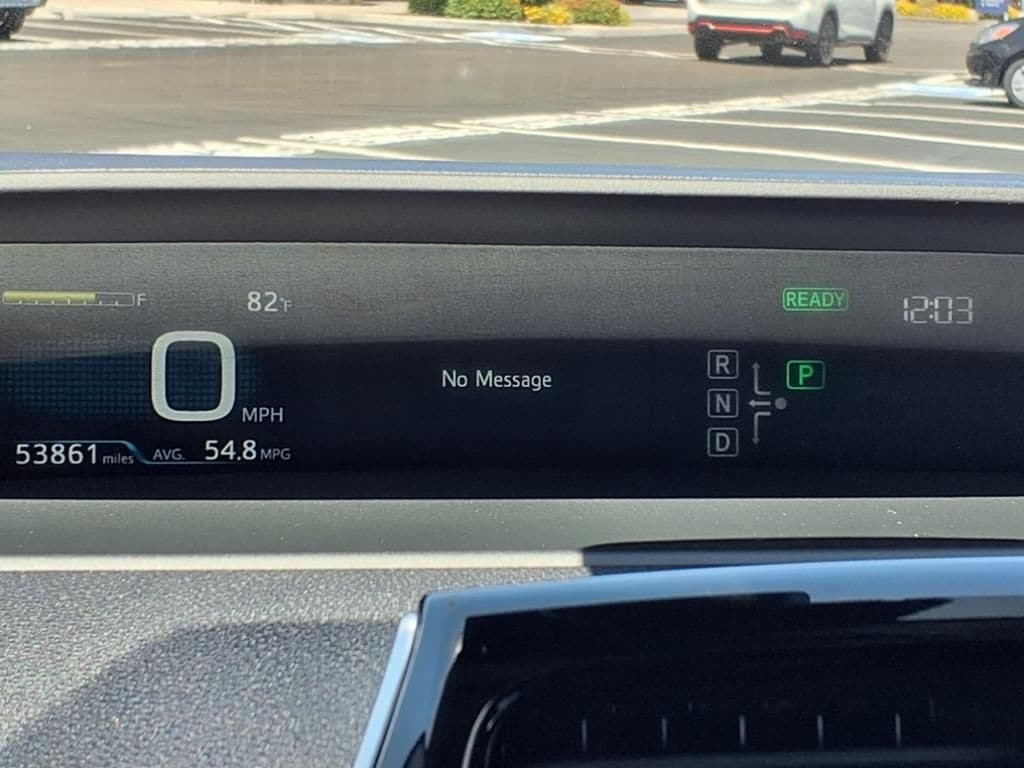 F
82°F
READY
12:03
0 MPH
No Message
R
P
N
D
53861 miles AVG. 54.8 MPG